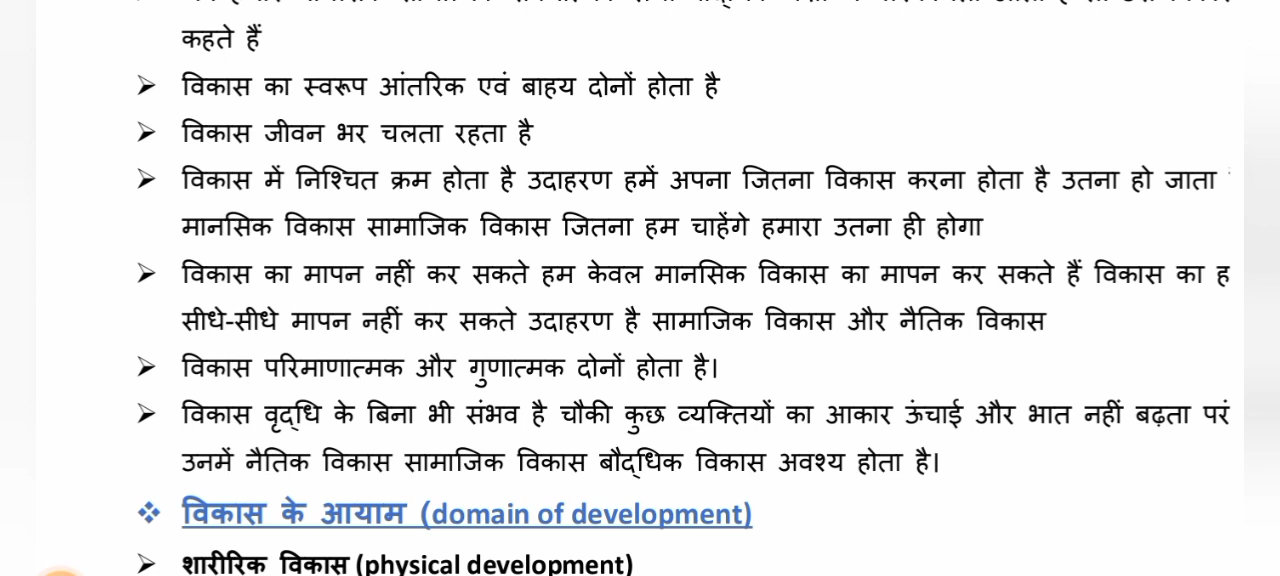 कहते हैं
➢ विकास का स्वरूप आंतरिक एवं बाहय दोनों होता है
➢ विकास जीवन भर चलता रहता है
➢ विकास में निश्चित क्रम होता है उदाहरण हमें अपना जितना विकास करना होता है उतना हो जाता
मानसिक विकास सामाजिक विकास जितना हम चाहेंगे हमारा उतना ही होगा
➢ विकास का मापन नहीं कर सकते हम केवल मानसिक विकास का मापन कर सकते हैं विकास का ह
सीधे-सीधे मापन नहीं कर सकते उदाहरण है सामाजिक विकास और नैतिक विकास
➢ विकास परिमाणात्मक और गुणात्मक दोनों होता है।
➢ विकास वृद्धि के बिना भी संभव है चौकी कुछ व्यक्तियों का आकार ऊंचाई और भात नहीं बढ़ता परं
उनमें नैतिक विकास सामाजिक विकास बौद्धिक विकास अवश्य होता है।
❖ विकास के आयाम (domain of development)
➢ शारीरिक विकास (physical development)